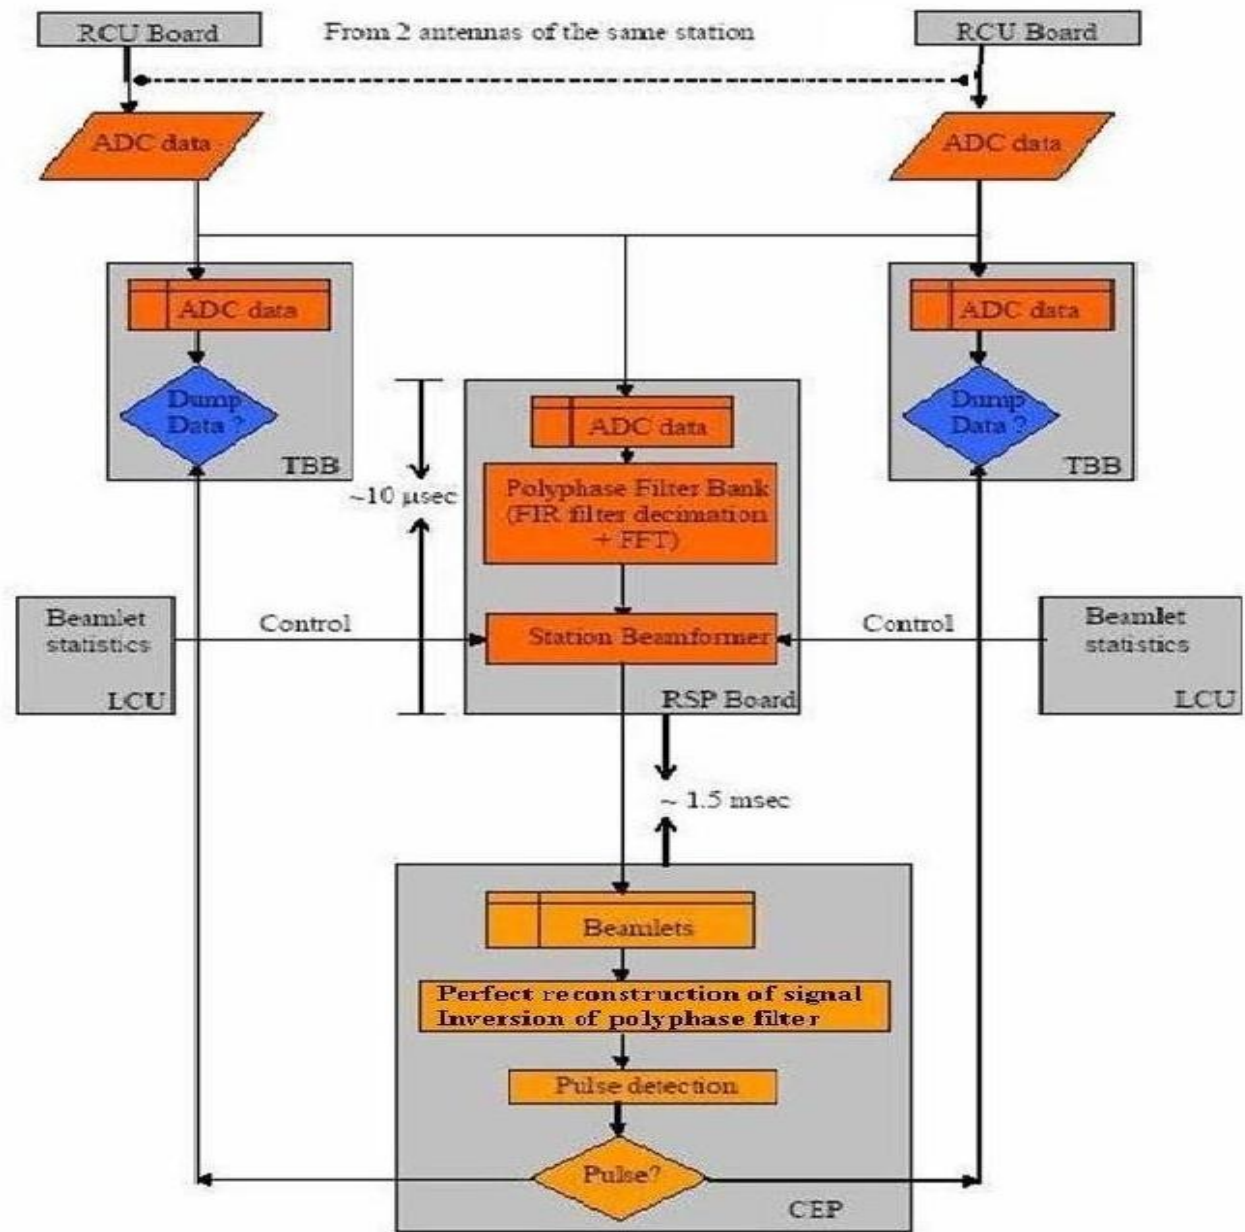 RCU Board
From 2 antennas of the same station
RCU Board
ADC data
ADC data
ADC data
Dump
Data ?
TBB
ADC data
Dump
Data ?
TBB
~10 μsec
ADC data
Polyphase Filter Bank
(FIR filter decimation
+ FFT)
Station Beamformer
RSP Board
Beamlet
statistics
LCU
Control
Control
Beamlet
statistics
LCU
~ 1.5 msec
Beamlets
Perfect reconstruction of signal
Inversion of polyphase filter
Pulse detection
Pulse?
CEP